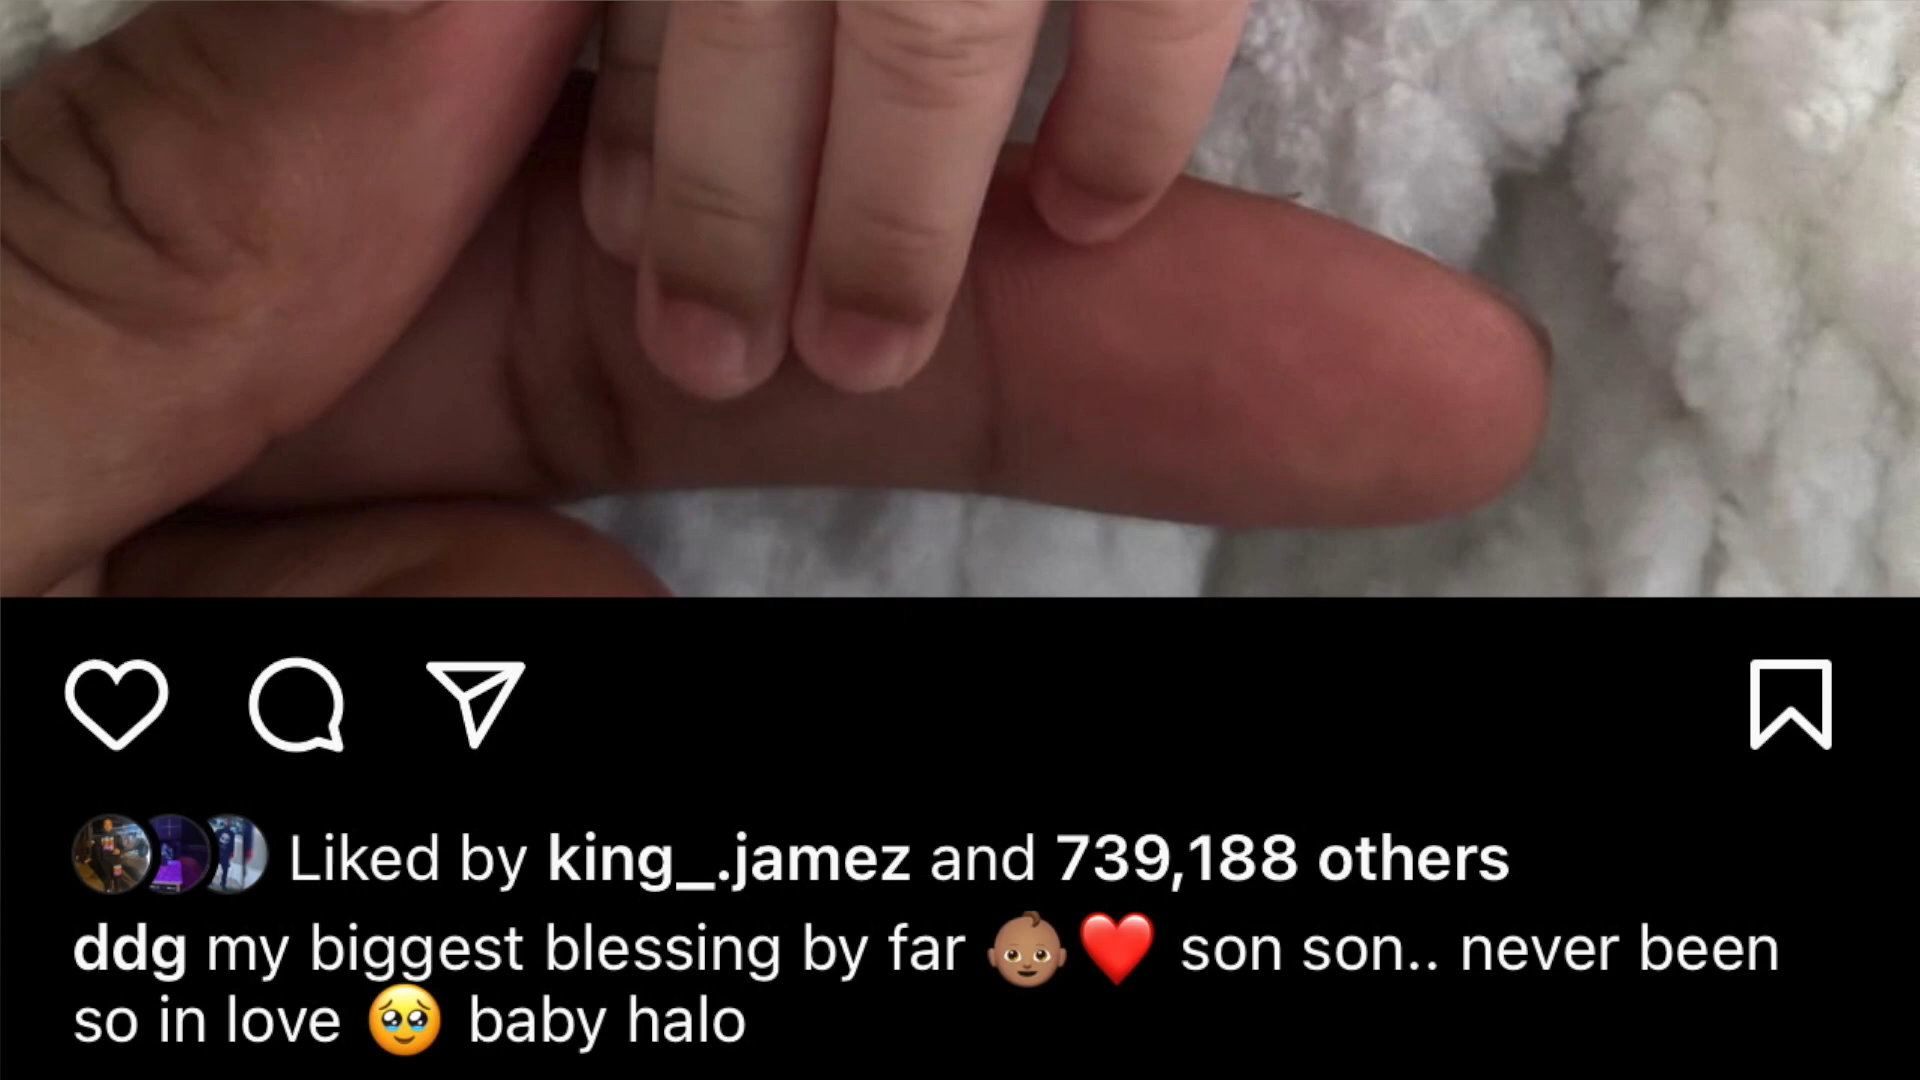 Liked by king_.jamez and 739,188 others
ddg my biggest blessing by far 👶🏽❤️ son son.. never been
so in love 🥹 baby halo